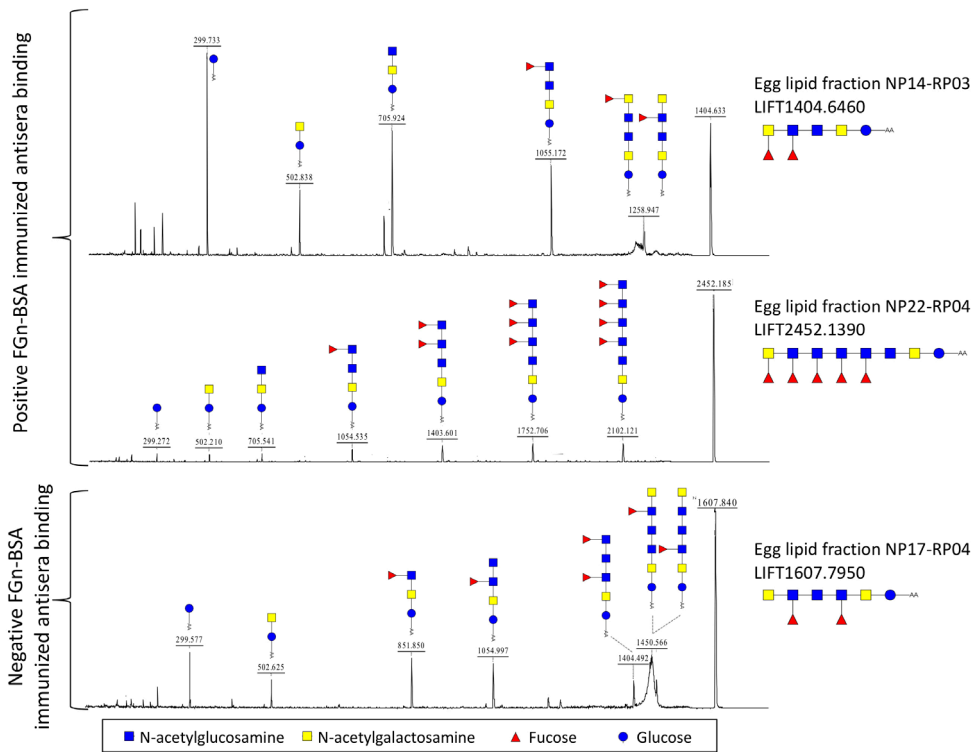 Positive FGn-BSA immunized antisera binding
299.733
502.838
705.924
1055.172
1258.947
1404.633
Egg lipid fraction NP14-RP03
LIFT1404.6460
AA
299.272
502.210
705.541
1054.535
1403.601
1752.706
2102.121
2452.185
Egg lipid fraction NP22-RP04
LIFT2452.1390
AA
Negative FGn-BSA
immunized antisera binding
299.577
502.625
851.850
1054.997
1404.492
1450.566
1607.840
Egg lipid fraction NP17-RP04
LIFT1607.7950
AA
N-acetylglucosamine N-acetylgalactosamine Fucose Glucose